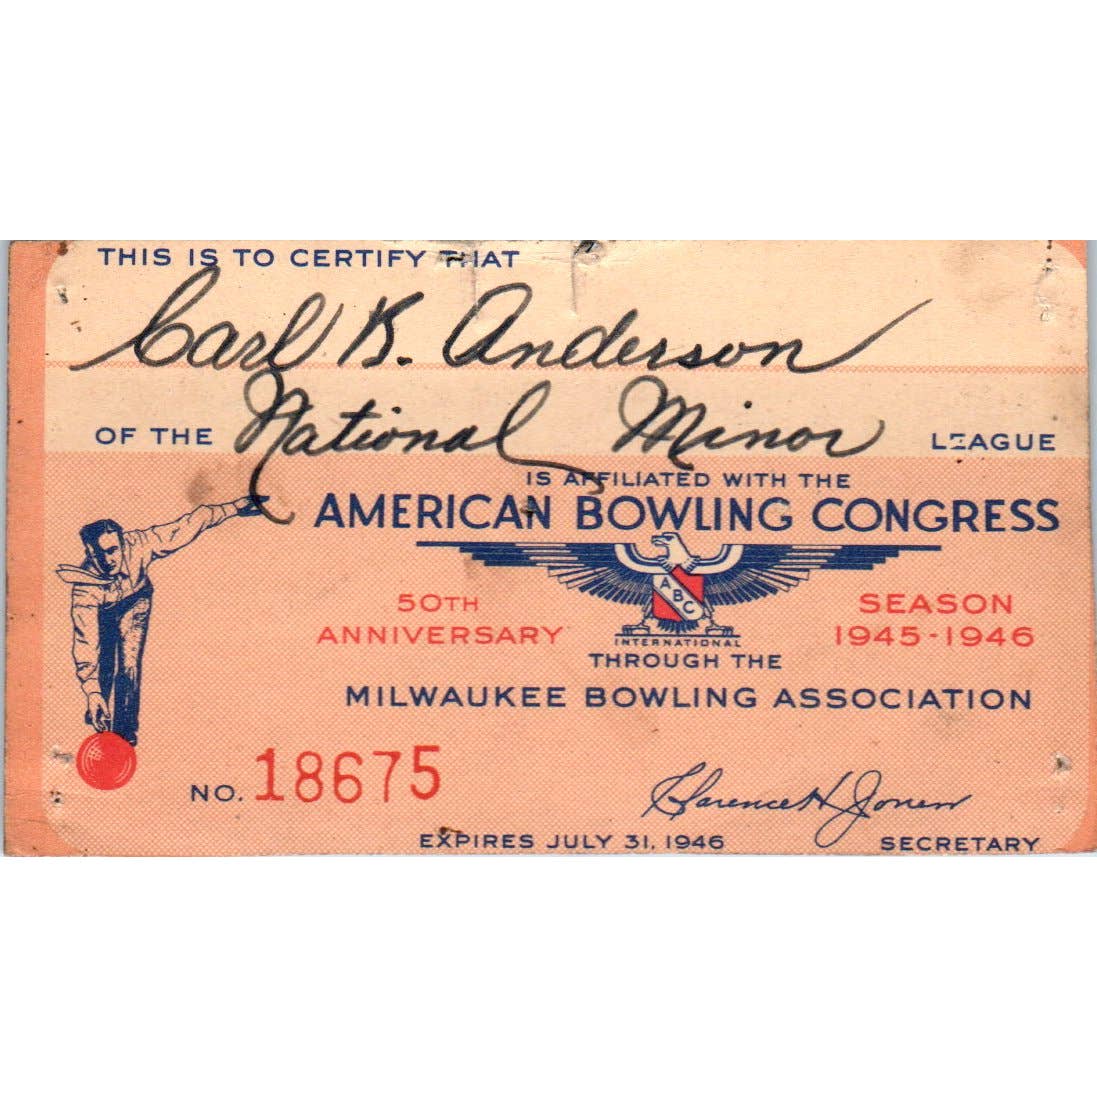 THIS IS TO CERTIFY THAT
Carl K. Anderson
OF THE National Minor LEAGUE
IS AFFILIATED WITH THE
AMERICAN BOWLING CONGRESS
ABC
INTERNATIONAL
50TH
ANNIVERSARY
SEASON
1945-1946
THROUGH THE
MILWAUKEE BOWLING ASSOCIATION
NO. 18675
Clarence H Jonen
EXPIRES JULY 31, 1946
SECRETARY